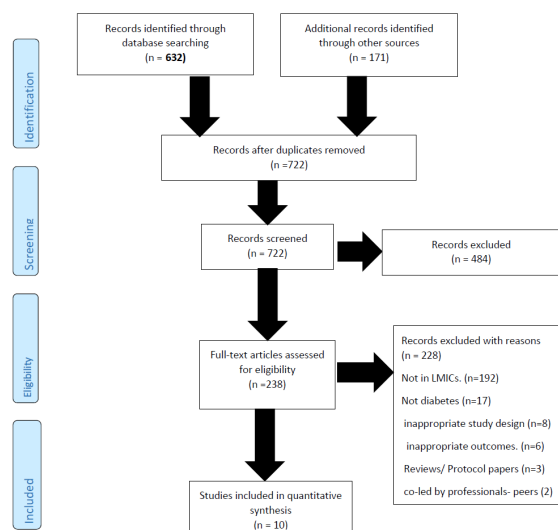 Records identified through
database searching
(n = 632)
Additional records identified
through other sources
(n = 171)
Identification
Records after duplicates removed
(n =722)
Screening
Records screened
(n = 722)
Records excluded
(n = 484)
Eligibility
Full-text articles assessed
for eligibility
(n =238)
Records excluded with reasons
(n = 228)
Not in LMICs. (n=192)
Not diabetes (n=17)
inappropriate study design (n=8)
inappropriate outcomes. (n=6)
Reviews/ Protocol papers (n=3)
co-led by professionals- peers (2)
Included
Studies included in quantitative
synthesis
(n = 10)